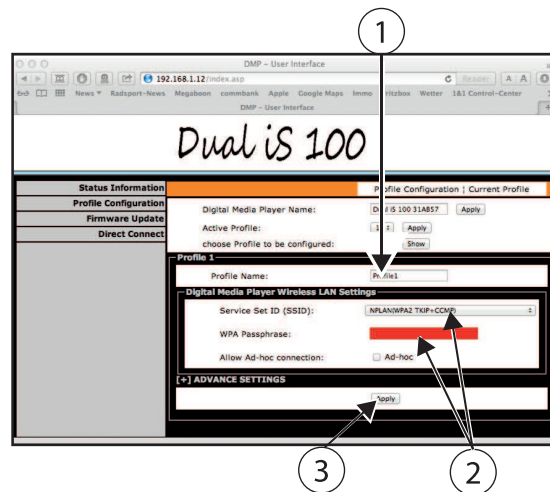 1
DMP – User Interface
192.168.1.12/index.asp
Reader A A
News Radsport-News Megaboon commbank Apple Google Maps Immo Fritzbox Wetter 1&1 Control-Center
DMP – User Interface
Dual iS 100
Status Information
Profile Configuration
Firmware Update
Direct Connect
Profile Configuration ¦ Current Profile
Digital Media Player Name: Dual iS 100 31AB57 Apply
Active Profile: Apply
choose Profile to be configured: Show
Profile 1
Profile Name: Profile1
Digital Media Player Wireless LAN Settings
Service Set ID (SSID): NPLAN(WPA2 TKIP+CCMP)
WPA Passphrase:
Allow Ad-hoc connection: Ad-hoc
[+] ADVANCE SETTINGS
Apply
3
2